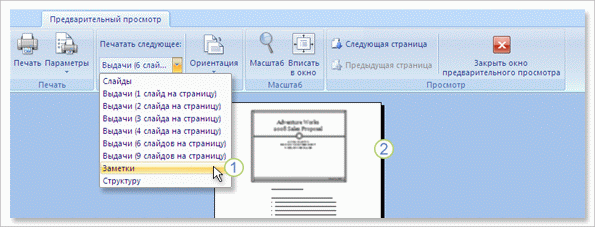 Предварительный просмотр
Печать
Параметры
Печатать следующее:
Выдачи (6 слай...
Ориентация
Масштаб
Вписать
в окно
Следующая страница
Предыдущая страница
Закрыть окно
предварительного просмотра
Печать
Масштаб
Просмотр
Слайды
Выдачи (1 слайд на страницу)
Выдачи (2 слайда на страницу)
Выдачи (3 слайда на страницу)
Выдачи (4 слайда на страницу)
Выдачи (6 слайдов на страницу)
Выдачи (9 слайдов на страницу)
Заметки
Структуру
1
Adventure Works
2008 Sales Proposal
2